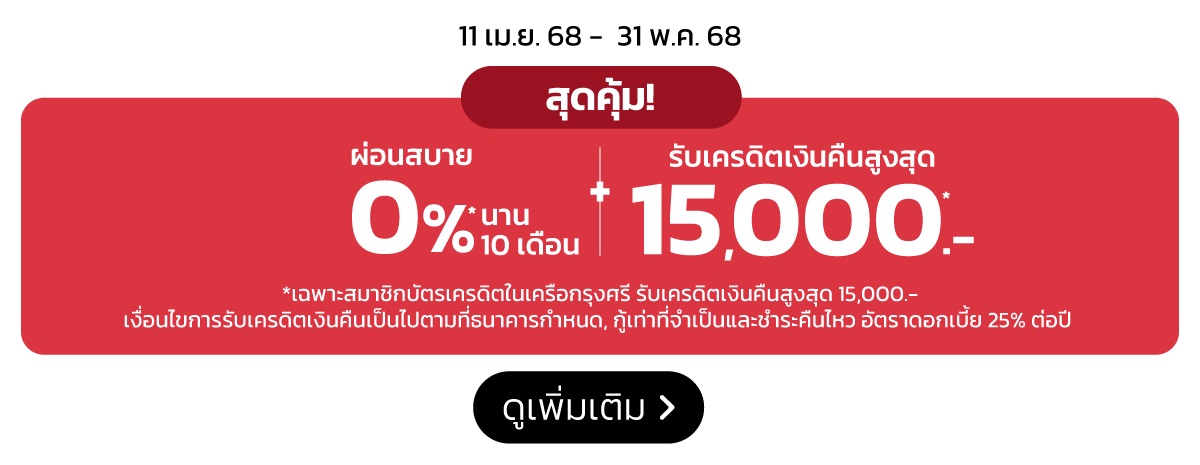 11 เม.ย. 68 - 31 พ.ค. 68
สุดคุ้ม!
ผ่อนสบาย
0%* นาน
10 เดือน
+
รับเครดิตเงินคืนสูงสุด
15,000.-*
*เฉพาะสมาชิกบัตรเครดิตในเครือกรุงศรี รับเครดิตเงินคืนสูงสุด 15,000.-
เงื่อนไขการรับเครดิตเงินคืนเป็นไปตามที่ธนาคารกำหนด, กู้เท่าที่จำเป็นและชำระคืนไหว อัตราดอกเบี้ย 25% ต่อปี
ดูเพิ่มเติม >